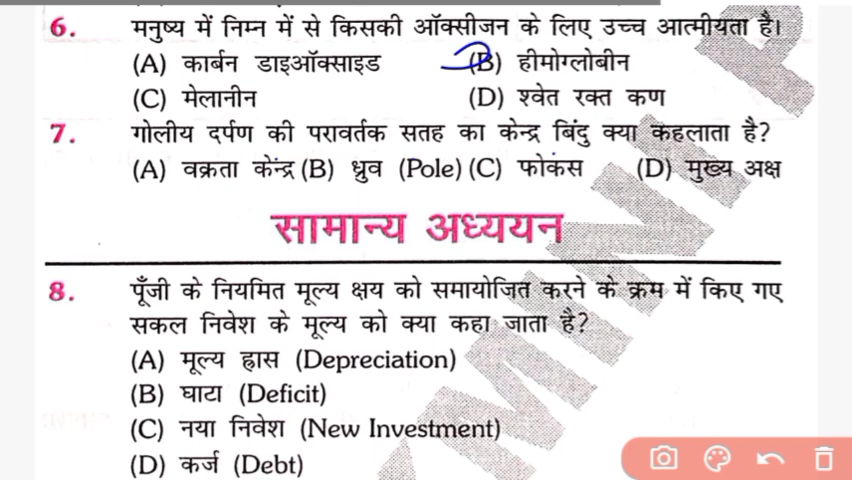 6. मनुष्य में निम्न में से किसकी ऑक्सीजन के लिए उच्च आत्मीयता है।
(A) कार्बन डाइऑक्साइड (B) हीमोग्लोबीन
(C) मेलानीन (D) श्वेत रक्त कण
7. गोलीय दर्पण की परावर्तक सतह का केन्द्र बिंदु क्या कहलाता है?
(A) वक्रता केंन्द्र (B) ध्रुव (Pole) (C) फोकस (D) मुख्य अक्ष
सामान्य अध्ययन
8. पूँजी के नियमित मूल्य क्षय को समायोजित करने के क्रम में किए गए
सकल निवेश के मूल्य को क्या कहा जाता है?
(A) मूल्य ह्रास (Depreciation)
(B) घाटा (Deficit)
(C) नया निवेश (New Investment)
(D) कर्ज (Debt)